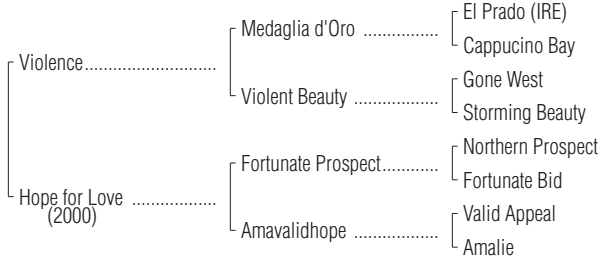 El Prado (IRE)
Medaglia d'Oro .................
Cappucino Bay
Violence.............................
Gone West
Violent Beauty ...................
Storming Beauty
Northern Prospect
Fortunate Prospect............
Fortunate Bid
Hope for Love ...................
(2000)
Valid Appeal
Amavalidhope ...................
Amalie